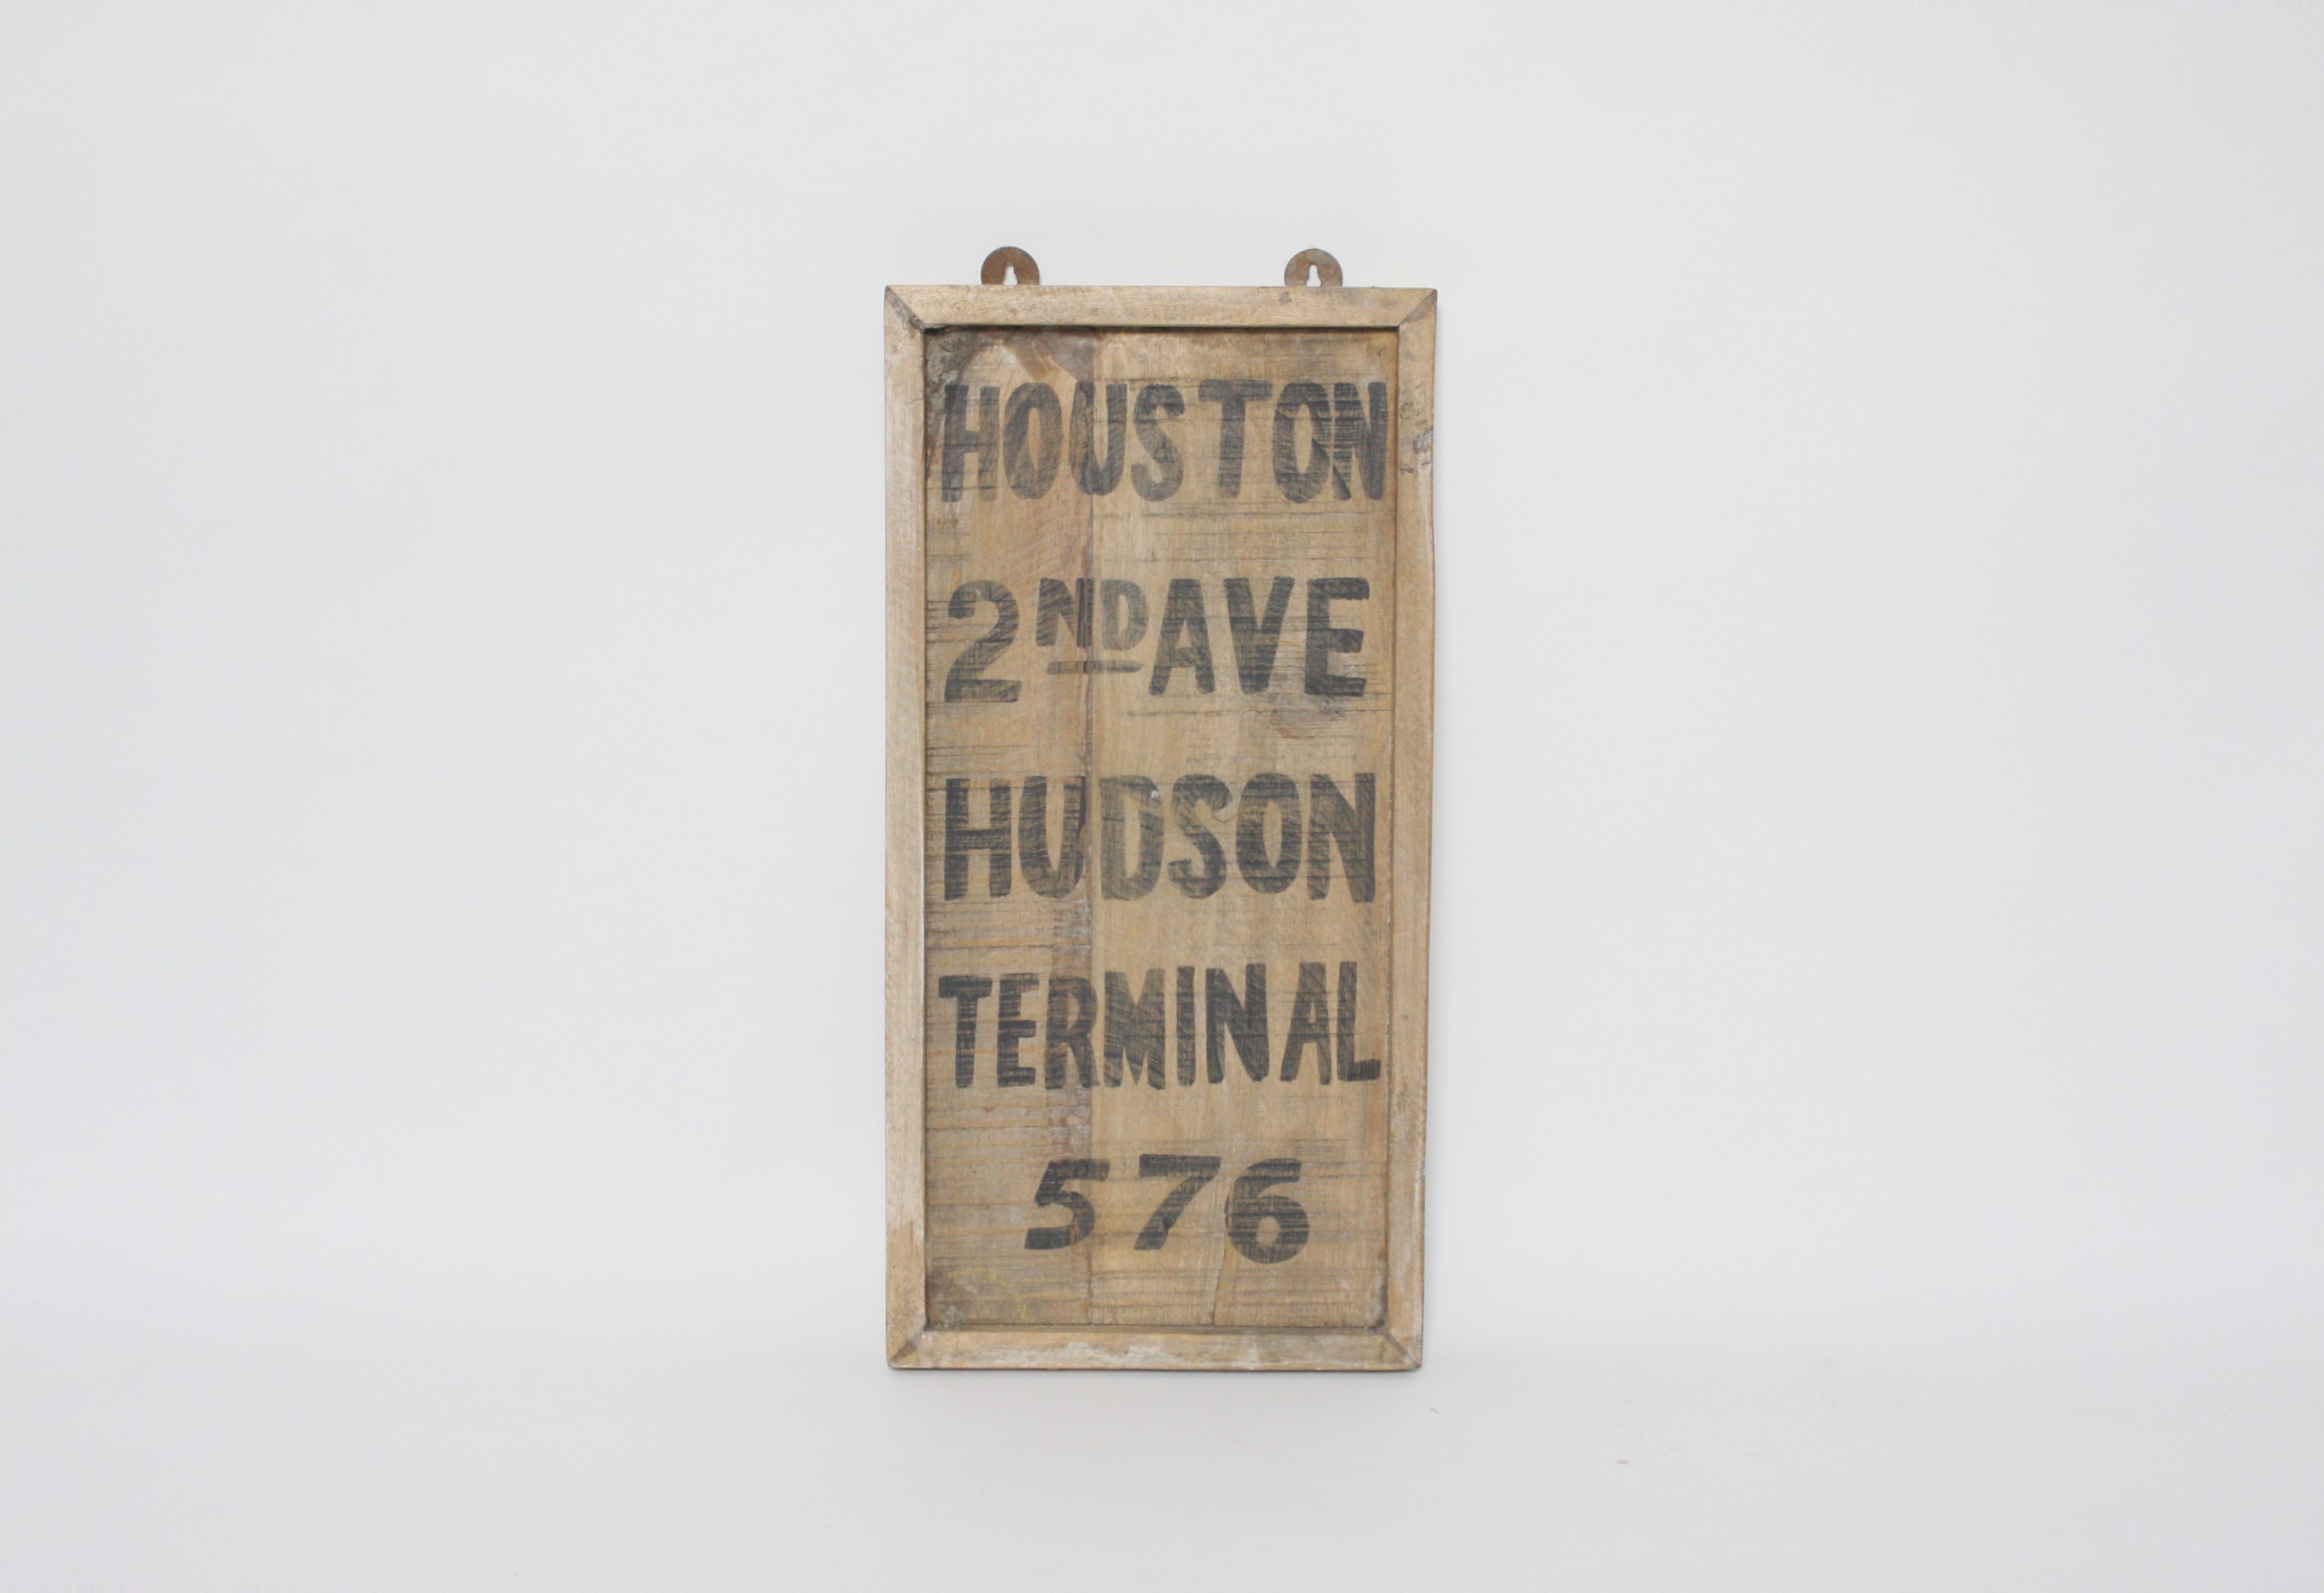 HOUSTON
2ND AVE
HUDSON
TERMINAL
576